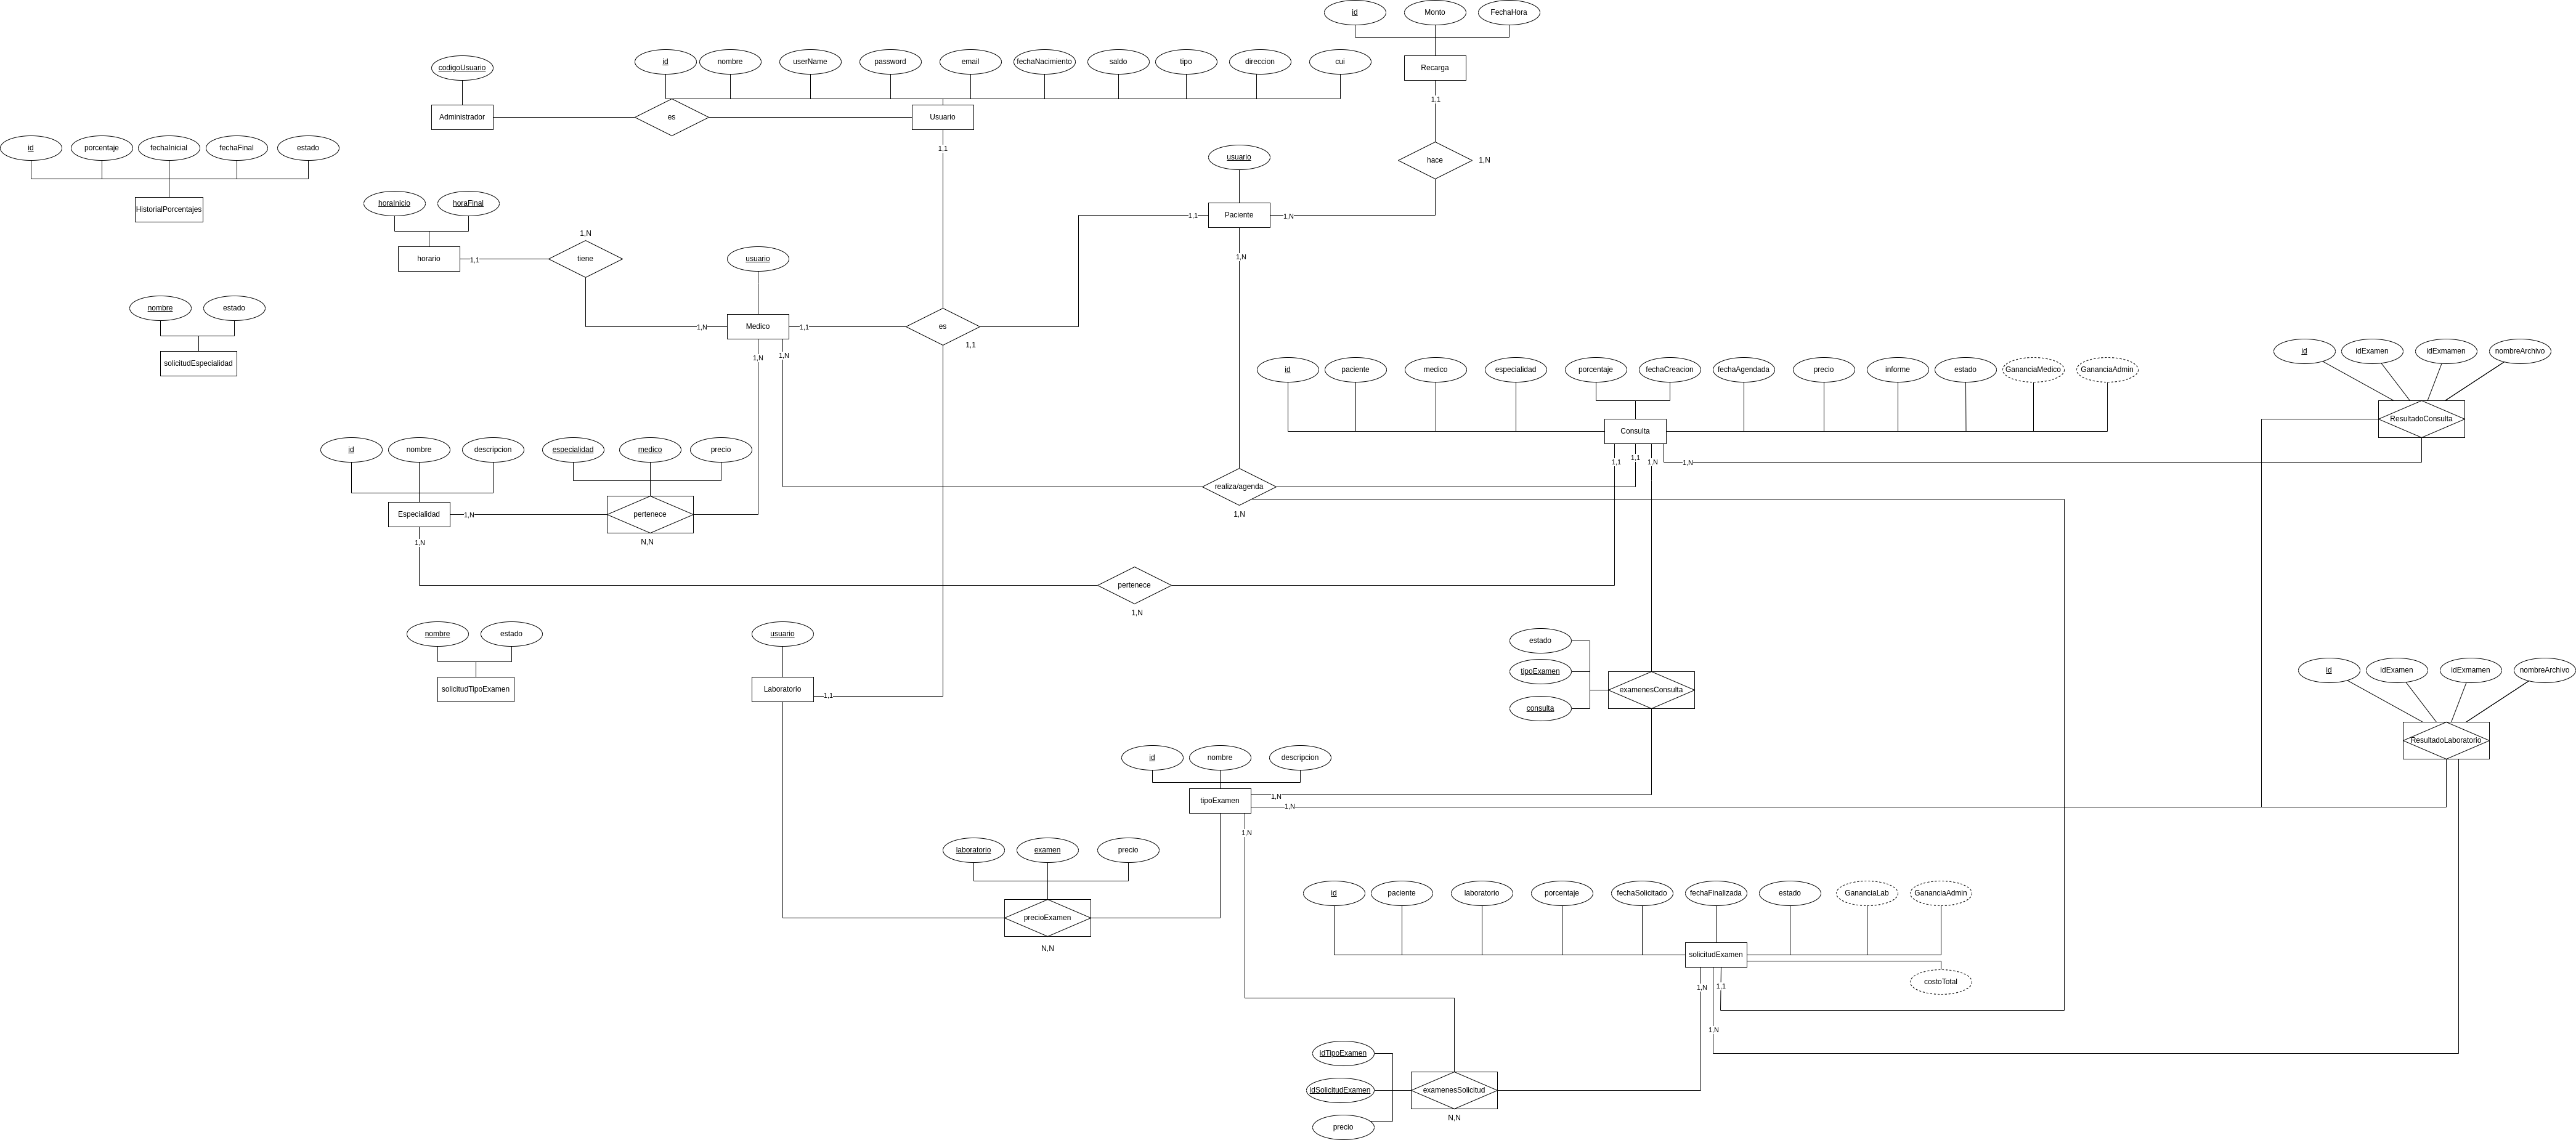 id
Monto
FechaHora
Recarga
1,1
hace
1,N
codigoUsuario
Administrador
es
id
nombre
userName
password
email
fechaNacimiento
saldo
tipo
direccion
cui
Usuario
1,1
id
porcentaje
fechaInicial
fechaFinal
estado
HistorialPorcentajes
usuario
Paciente
1,1
1,N
1,N
horaInicio
horaFinal
horario
1,1
1,N
tiene
usuario
Medico
1,N
1,1
1,N
1,N
es
1,1
nombre
estado
solicitudEspecialidad
id
paciente
medico
especialidad
porcentaje
fechaCreacion
fechaAgendada
precio
informe
estado
GananciaMedico
GananciaAdmin
Consulta
1,1
1,1
1,N
1,N
id
idExamen
idExmamen
nombreArchivo
ResultadoConsulta
id
nombre
descripcion
especialidad
medico
precio
Especialidad
1,N
1,N
pertenece
N,N
realiza/agenda
1,N
pertenece
1,N
nombre
estado
solicitudTipoExamen
usuario
Laboratorio
1,1
estado
tipoExamen
consulta
examenesConsulta
id
idExamen
idExmamen
nombreArchivo
ResultadoLaboratorio
id
nombre
descripcion
tipoExamen
1,N
1,N
1,N
laboratorio
examen
precio
precioExamen
N,N
id
paciente
laboratorio
porcentaje
fechaSolicitado
fechaFinalizada
estado
GananciaLab
GananciaAdmin
solicitudExamen
costoTotal
1,N
1,1
1,N
idTipoExamen
idSolicitudExamen
precio
examenesSolicitud
N,N